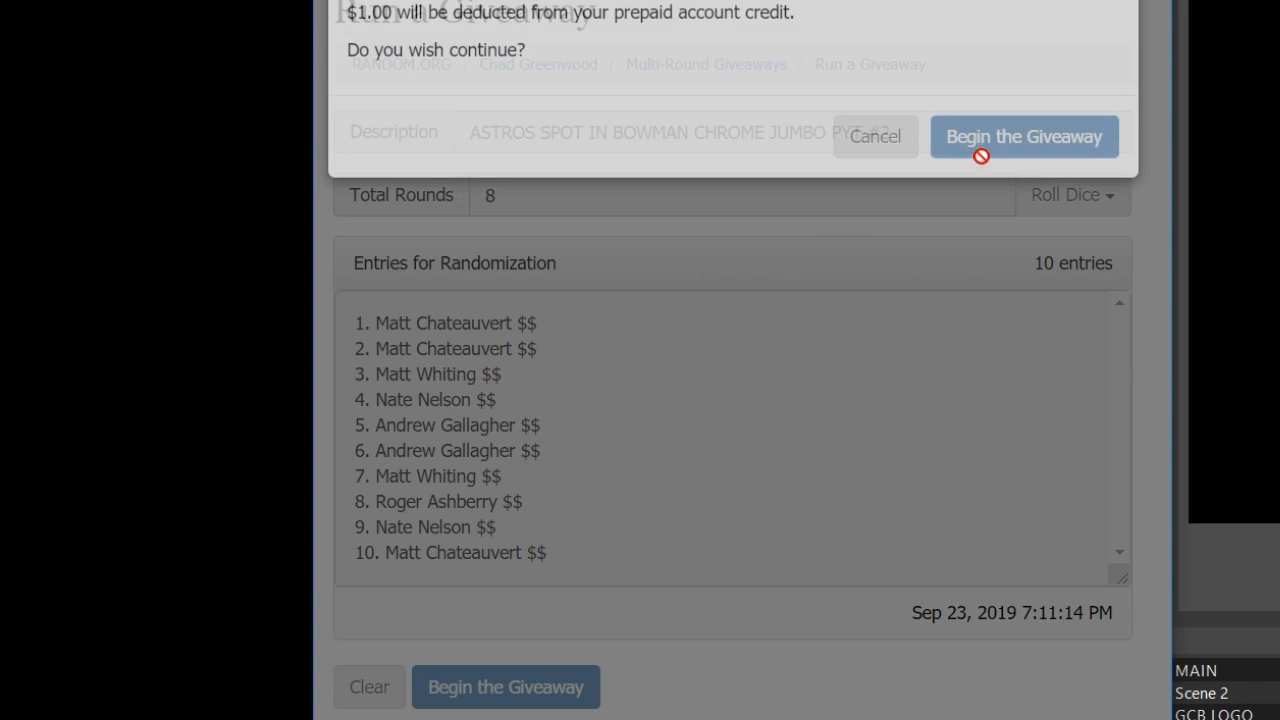 Run a Giveaway
$1.00 will be deducted from your prepaid account credit.
Do you wish continue?
RANDOM.ORG / Chad Greenwood / Multi-Round Giveaways / Run a Giveaway
Description ASTROS SPOT IN BOWMAN CHROME JUMBO
Cancel Begin the Giveaway
Total Rounds 8 Roll Dice
Entries for Randomization 10 entries
1. Matt Chateauvert $$
2. Matt Chateauvert $$
3. Matt Whiting $$
4. Nate Nelson $$
5. Andrew Gallagher $$
6. Andrew Gallagher $$
7. Matt Whiting $$
8. Roger Ashberry $$
9. Nate Nelson $$
10. Matt Chateauvert $$
Sep 23, 2019 7:11:14 PM
Clear Begin the Giveaway
MAIN
Scene 2
GCB LOGO